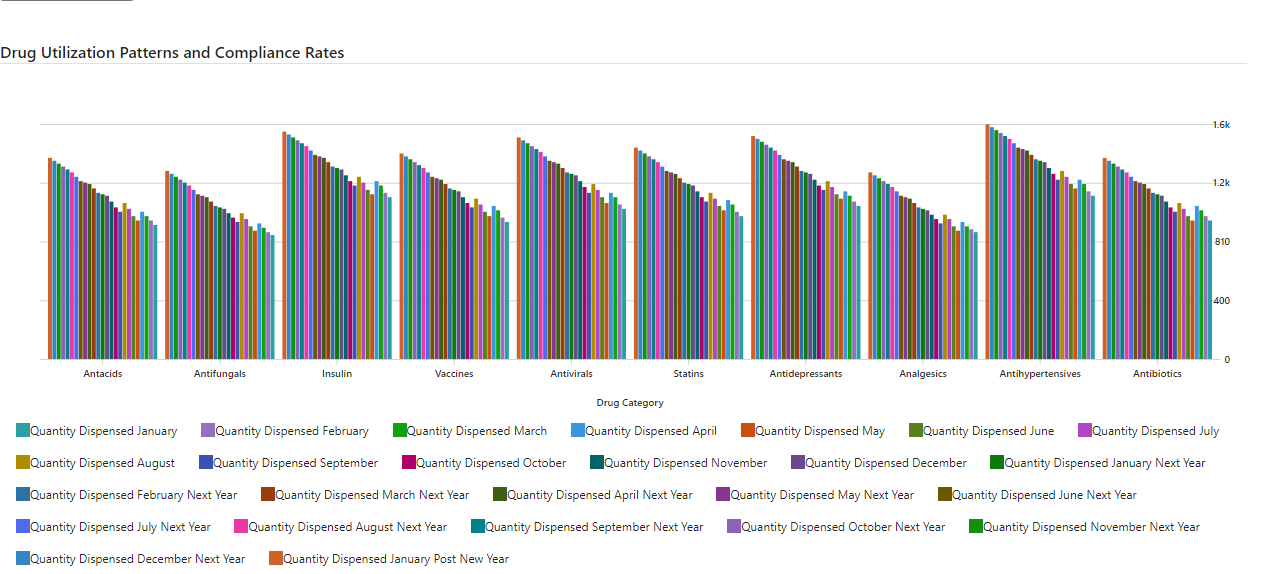 Drug Utilization Patterns and Compliance Rates
1.6k
1.2k
810
400
0
Antacids Antifungals Insulin Vaccines Antivirals Statins Antidepressants Analgesics Antihypertensives Antibiotics
Drug Category
Quantity Dispensed January Quantity Dispensed February Quantity Dispensed March Quantity Dispensed April Quantity Dispensed May Quantity Dispensed June Quantity Dispensed July
Quantity Dispensed August Quantity Dispensed September Quantity Dispensed October Quantity Dispensed November Quantity Dispensed December Quantity Dispensed January Next Year
Quantity Dispensed February Next Year Quantity Dispensed March Next Year Quantity Dispensed April Next Year Quantity Dispensed May Next Year Quantity Dispensed June Next Year
Quantity Dispensed July Next Year Quantity Dispensed August Next Year Quantity Dispensed September Next Year Quantity Dispensed October Next Year Quantity Dispensed November Next Year
Quantity Dispensed December Next Year Quantity Dispensed January Post New Year